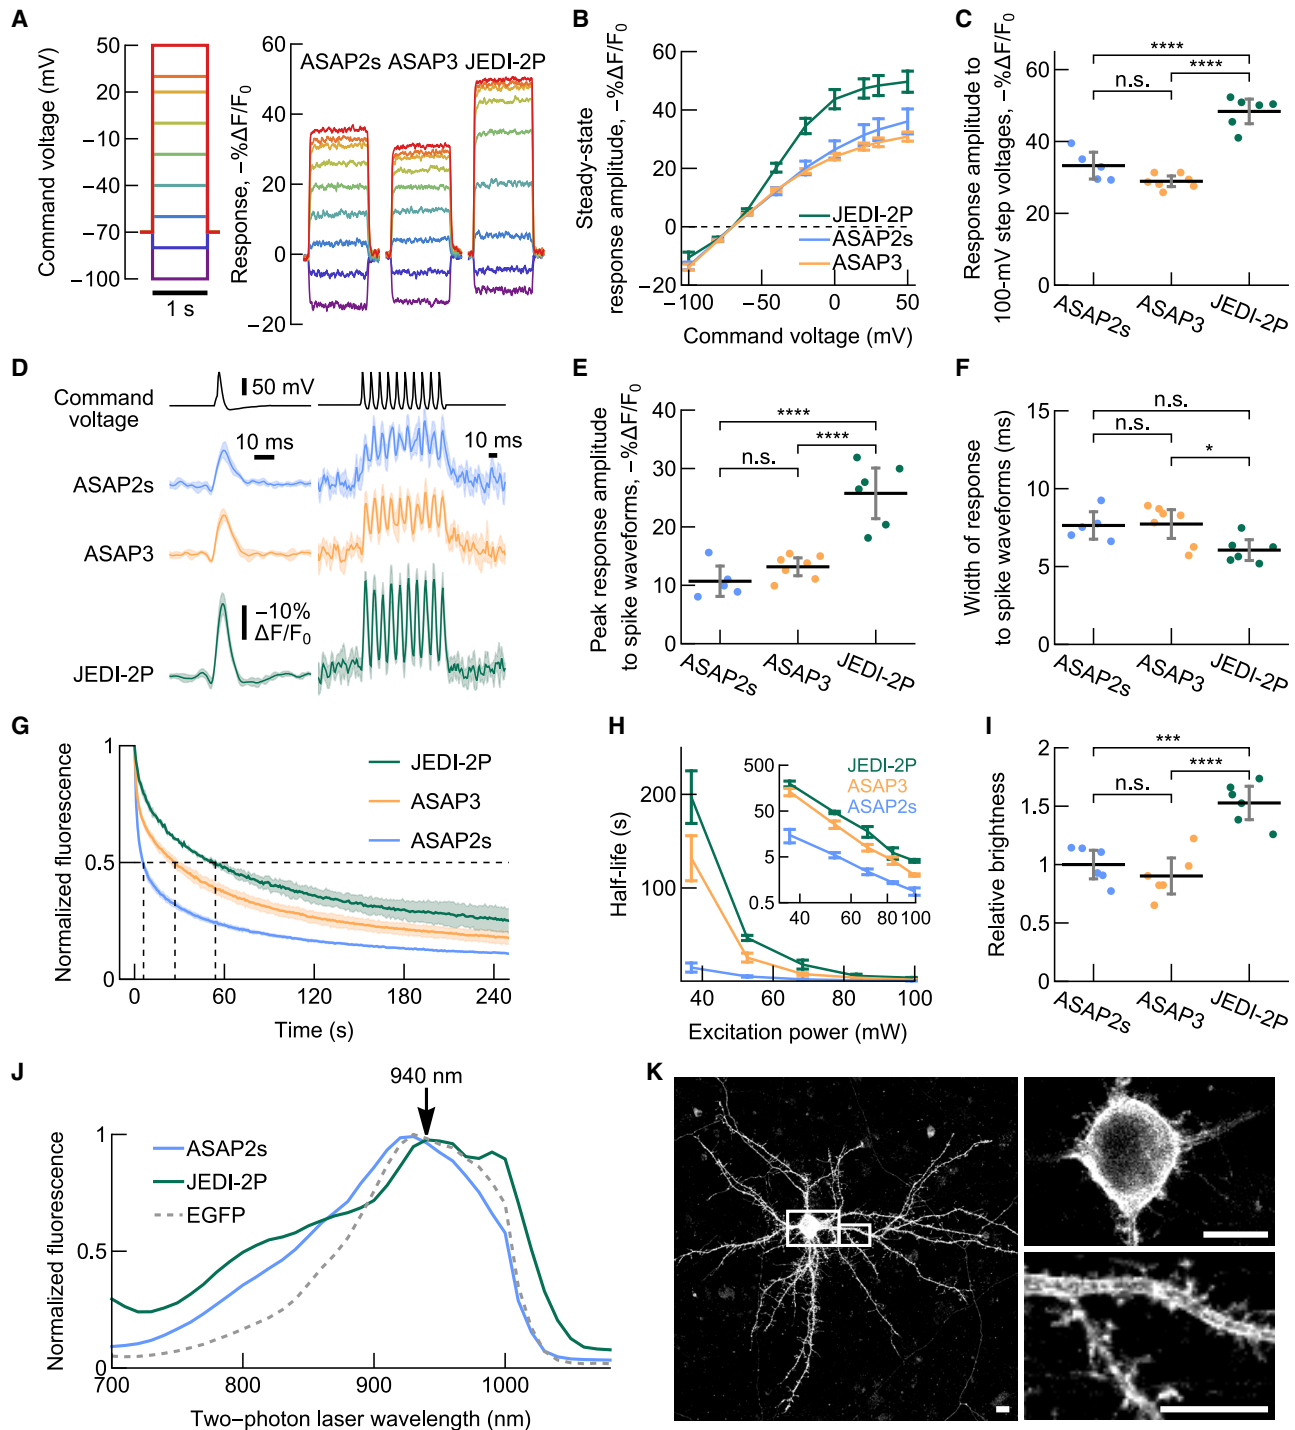 A
Command voltage (mV)
50
20
−10
−40
−70
−100
1 s
Response, −%ΔF/F0
60
40
20
0
−20
ASAP2s
ASAP3
JEDI-2P
B
Steady-state
response amplitude, −%ΔF/F0
60
40
20
0
−20
−100
−50
0
50
JEDI-2P
ASAP2s
ASAP3
Command voltage (mV)
C
Response amplitude to
100-mV step voltages, −%ΔF/F0
60
40
20
0
****
n.s.
****
ASAP2s
ASAP3
JEDI-2P
D
Command
voltage
50 mV
10 ms
10 ms
ASAP2s
ASAP3
−10%
ΔF/F0
JEDI-2P
E
Peak response amplitude
to spike waveforms, −%ΔF/F0
40
30
20
10
0
****
n.s.
****
ASAP2s
ASAP3
JEDI-2P
F
Width of response
to spike waveforms (ms)
15
10
5
0
n.s.
n.s.
*
ASAP2s
ASAP3
JEDI-2P
G
Normalized fluorescence
1
0.5
0
JEDI-2P
ASAP3
ASAP2s
0
60
120
180
240
Time (s)
H
Half-life (s)
200
100
40
60
80
100
Excitation power (mW)
500
50
5
0.5
40
60
80
100
JEDI-2P
ASAP3
ASAP2s
I
Relative brightness
2
1.5
1
0.5
0
***
n.s.
****
ASAP2s
ASAP3
JEDI-2P
J
940 nm
Normalized fluorescence
1
0.5
0
ASAP2s
JEDI-2P
EGFP
700
800
900
1000
Two−photon laser wavelength (nm)
K